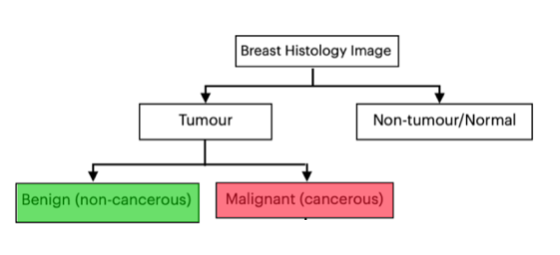 Breast Histology Image
Tumour
Non-tumour/Normal
Benign (non-cancerous)
Malignant (cancerous)